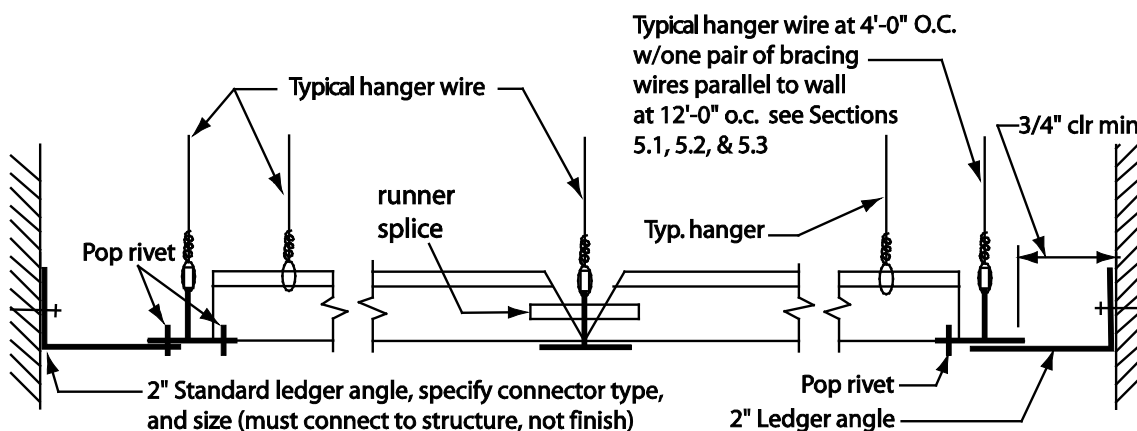 Typical hanger wire at 4'-0" O.C.
w/one pair of bracing
wires parallel to wall
at 12'-0" o.c. see Sections
5.1, 5.2, & 5.3
Typical hanger wire
3/4" clr min
runner
splice
Typ. hanger
Pop rivet
Pop rivet
2" Standard ledger angle, specify connector type,
and size (must connect to structure, not finish)
2" Ledger angle